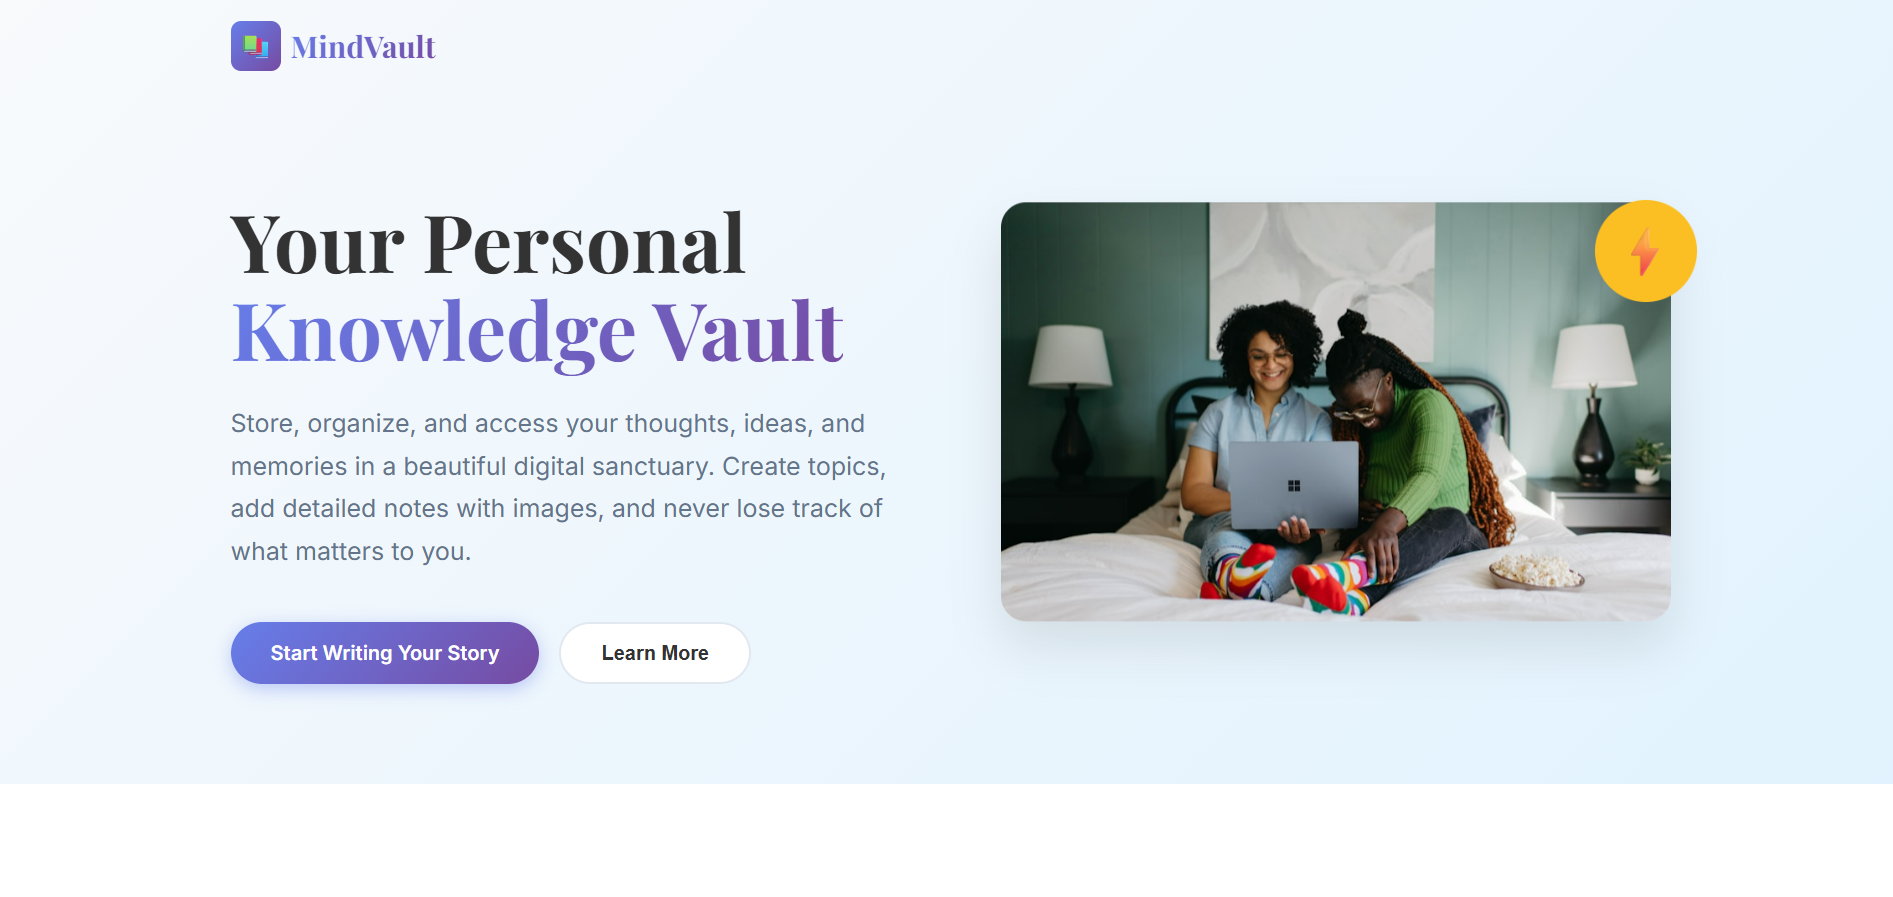 MindVault
Your Personal
Knowledge Vault
Store, organize, and access your thoughts, ideas, and
memories in a beautiful digital sanctuary. Create topics,
add detailed notes with images, and never lose track of
what matters to you.
Start Writing Your Story
Learn More